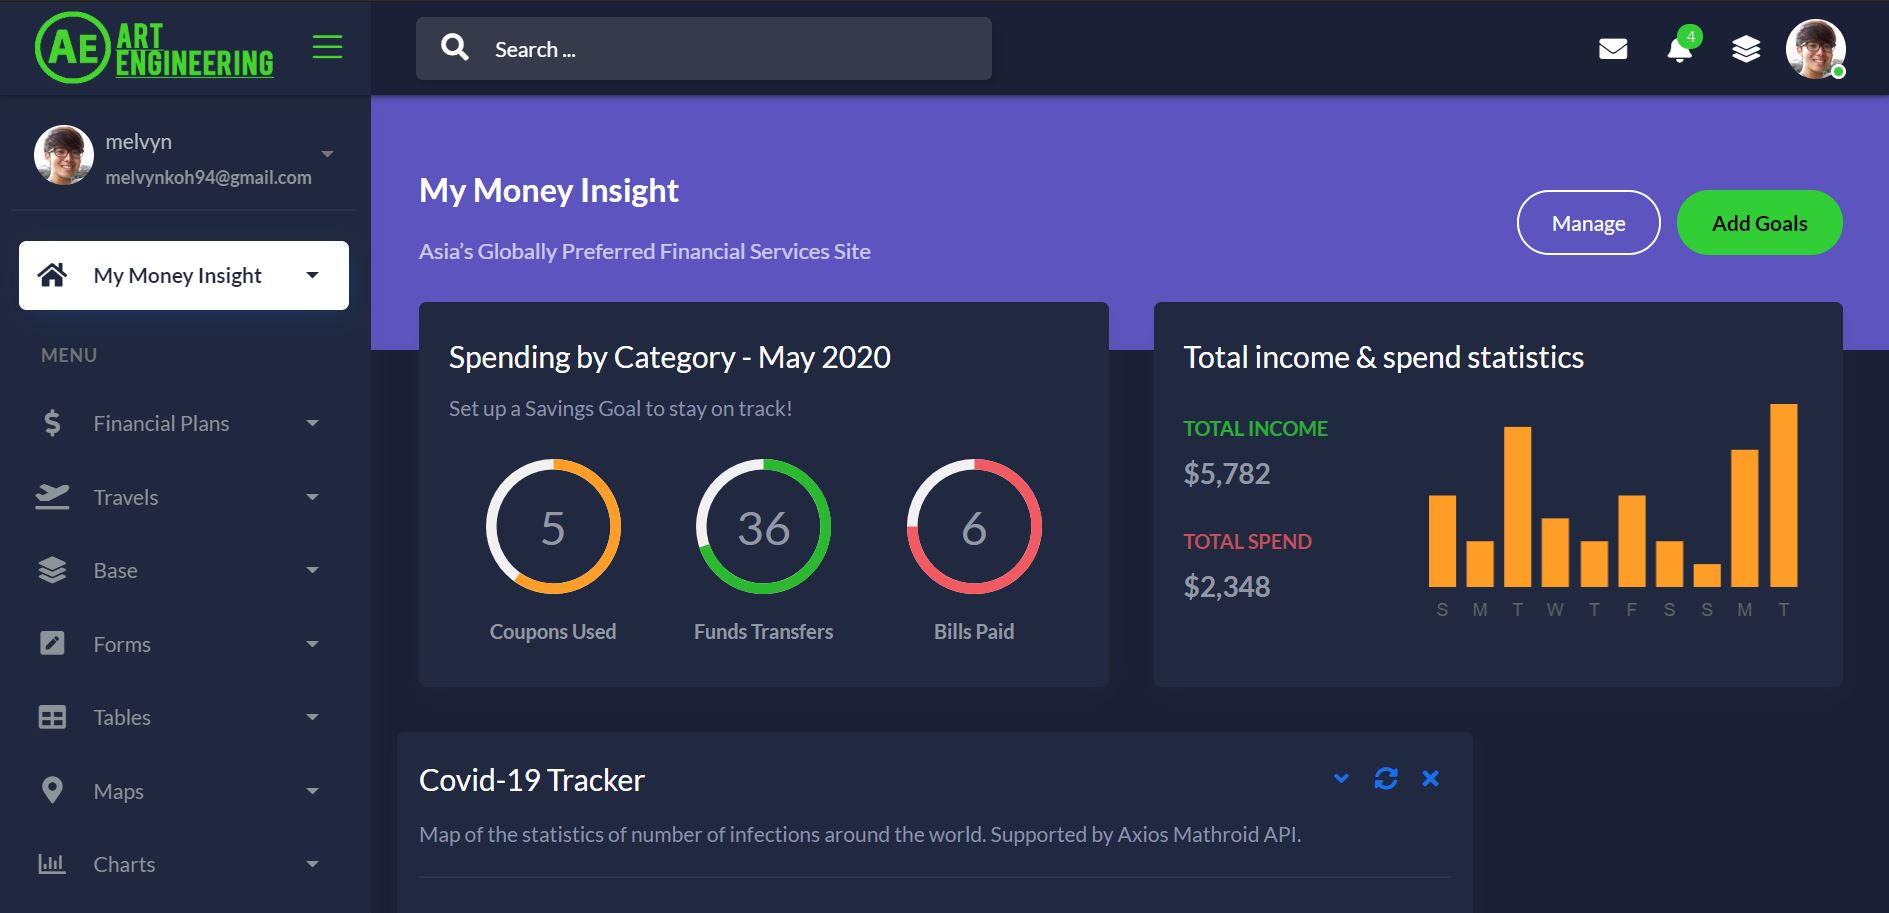 AE ART
ENGINEERING
Search ...
4
melvyn
melvynkoh94@gmail.com
My Money Insight
MENU
Financial Plans
Travels
Base
Forms
Tables
Maps
Charts
My Money Insight
Asia’s Globally Preferred Financial Services Site
Manage
Add Goals
Spending by Category - May 2020
Set up a Savings Goal to stay on track!
5 36 6
Coupons Used Funds Transfers Bills Paid
Total income & spend statistics
TOTAL INCOME
$5,782
TOTAL SPEND
$2,348
S M T W T F S S M T
Covid-19 Tracker
Map of the statistics of number of infections around the world. Supported by Axios Mathroid API.